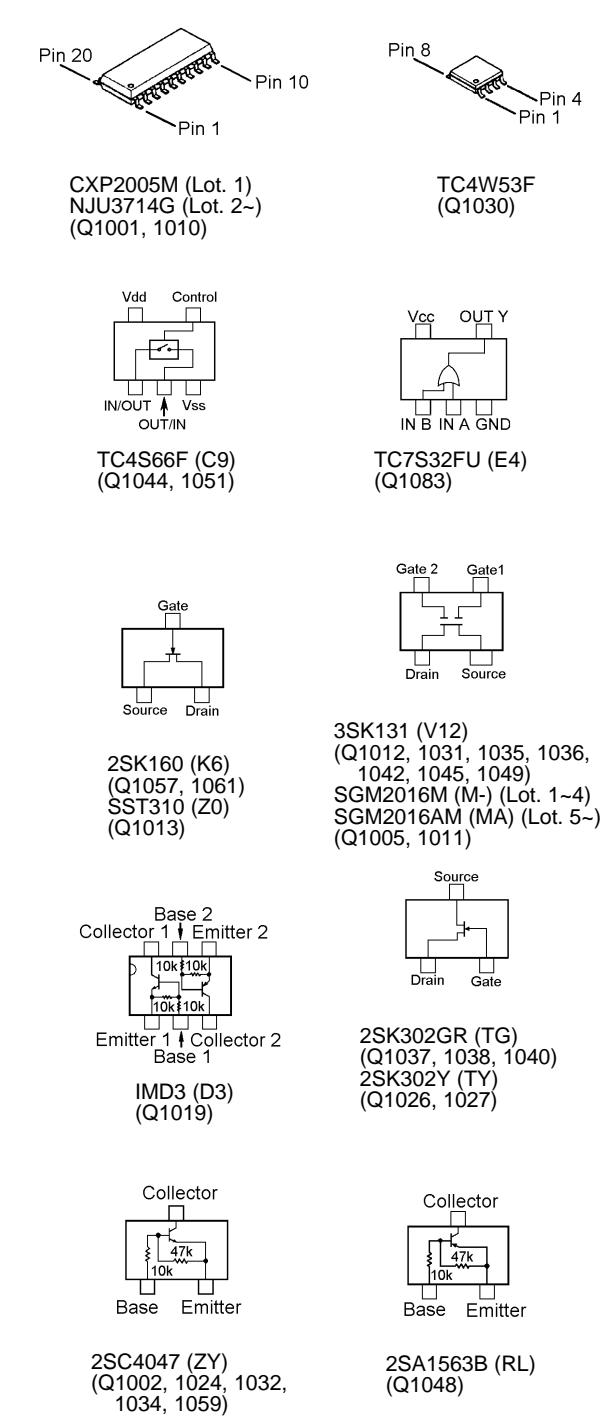 Pin 20
Pin 10
Pin 1
CXP2005M (Lot. 1)
NJU3714G (Lot. 2~)
(Q1001, 1010)
Pin 8
Pin 4
Pin 1
TC4W53F
(Q1030)
Vdd Control
IN/OUT Vss
OUT/IN
TC4S66F (C9)
(Q1044, 1051)
Vcc OUT Y
IN B IN A GND
TC7S32FU (E4)
(Q1083)
Gate
Source Drain
2SK160 (K6)
(Q1057, 1061)
SST310 (Z0)
(Q1013)
Gate 2 Gate1
Drain Source
3SK131 (V12)
(Q1012, 1031, 1035, 1036,
1042, 1045, 1049)
SGM2016M (M-) (Lot. 1~4)
SGM2016AM (MA) (Lot. 5~)
(Q1005, 1011)
Base 2
Collector 1 Emitter 2
10k 10k
10k 10k
Emitter 1 Collector 2
Base 1
IMD3 (D3)
(Q1019)
Source
Drain Gate
2SK302GR (TG)
(Q1037, 1038, 1040)
2SK302Y (TY)
(Q1026, 1027)
Collector
47k
10k
Base Emitter
2SC4047 (ZY)
(Q1002, 1024, 1032,
1034, 1059)
Collector
47k
10k
Base Emitter
2SA1563B (RL)
(Q1048)